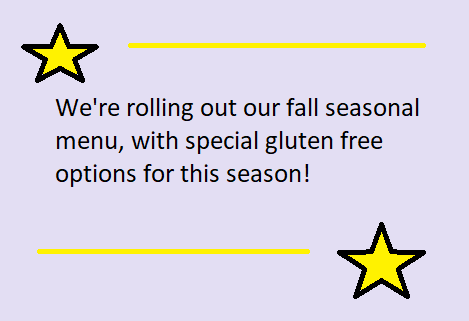 We're rolling out our fall seasonal
menu, with special gluten free
options for this season!